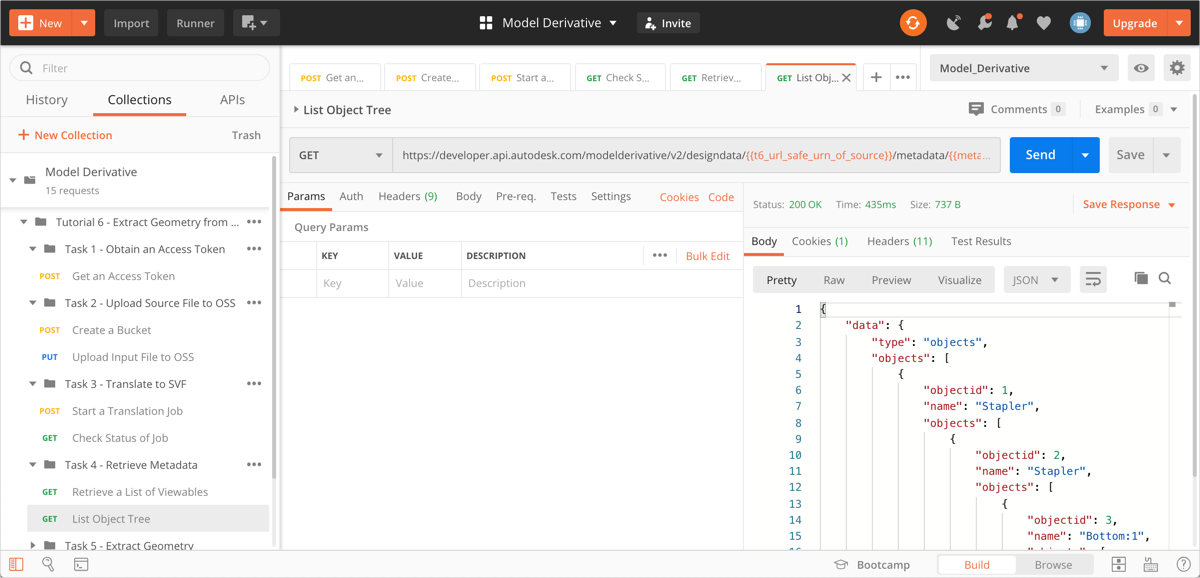 New Import Runner Model Derivative Invite Upgrade
Filter
History Collections APIs
New Collection Trash
Model Derivative
15 requests
Tutorial 6 - Extract Geometry from ... •••
Task 1 - Obtain an Access Token •••
POST Get an Access Token
Task 2 - Upload Source File to OSS •••
POST Create a Bucket
PUT Upload Input File to OSS
Task 3 - Translate to SVF •••
POST Start a Translation Job
GET Check Status of Job
Task 4 - Retrieve Metadata •••
GET Retrieve a List of Viewables
GET List Object Tree
Task 5 - Extract Geometry
POST Get an... POST Create... POST Start a... GET Check S... GET Retriev... GET List Obj... •••
Model_Derivative
List Object Tree Comments 0 Examples 0
GET https://developer.api.autodesk.com/modelderivative/v2/designdata/{{t6_url_safe_urn_of_source}}/metadata/{{meta... Send Save
Params Auth Headers (9) Body Pre-req. Tests Settings Cookies Code
Query Params
KEY VALUE DESCRIPTION ••• Bulk Edit
Key Value Description
Status: 200 OK Time: 435ms Size: 737 B Save Response
Body Cookies (1) Headers (11) Test Results
Pretty Raw Preview Visualize JSON
1 {
2 "data": {
3 "type": "objects",
4 "objects": [
5 {
6 "objectid": 1,
7 "name": "Stapler",
8 "objects": [
9 {
10 "objectid": 2,
11 "name": "Stapler",
12 "objects": [
13 {
14 "objectid": 3,
15 "name": "Bottom:1",
16 "objects": [
Bootcamp Build Browse